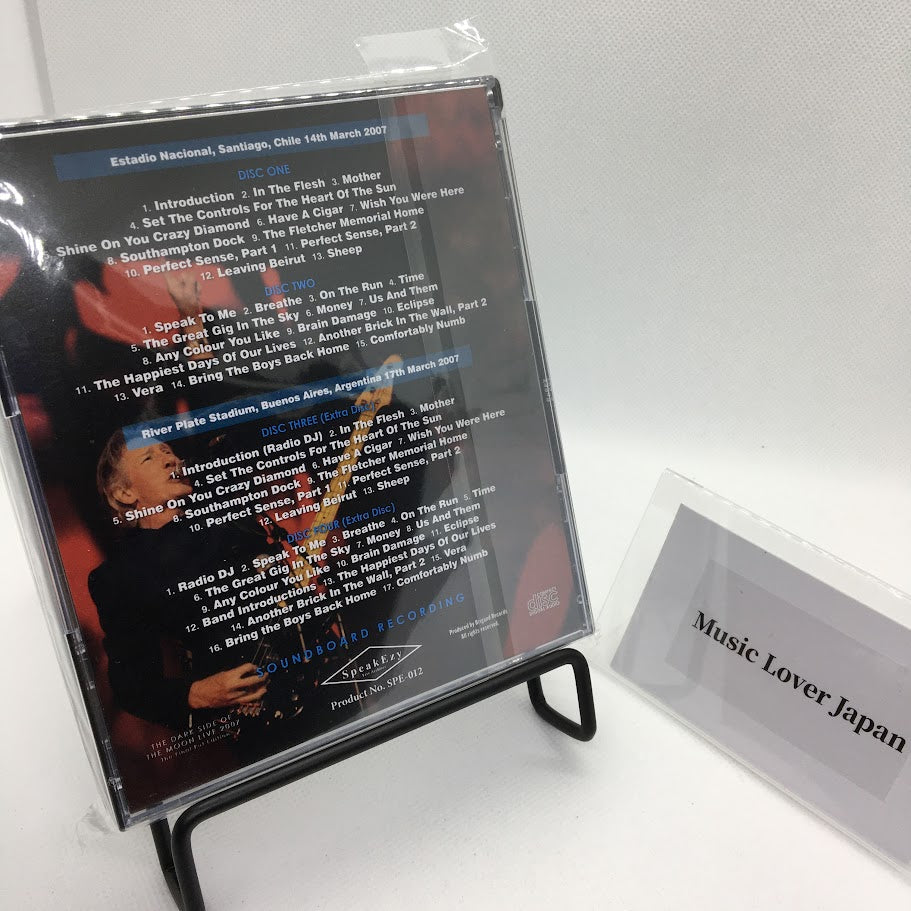 Estadio Nacional, Santiago, Chile 14th March 2007
DISC ONE
1. Introduction 2. In The Flesh 3. Mother
4. Set The Controls For The Heart Of The Sun
Shine On You Crazy Diamond 6. Have A Cigar 7. Wish You Were Here
8. Southampton Dock 9. The Fletcher Memorial Home
10. Perfect Sense, Part 1 11. Perfect Sense, Part 2
12. Leaving Beirut 13. Sheep
DISC TWO
1. Speak To Me 2. Breathe 3. On The Run 4. Time
5. The Great Gig In The Sky 6. Money 7. Us And Them
8. Any Colour You Like 9. Brain Damage 10. Eclipse
11. The Happiest Days Of Our Lives 12. Another Brick In The Wall, Part 2
13. Vera 14. Bring The Boys Back Home 15. Comfortably Numb
River Plate Stadium, Buenos Aires, Argentina 17th March 2007
DISC THREE (Extra Disc)
1. Introduction (Radio DJ) 2. In The Flesh 3. Mother
4. Set The Controls For The Heart Of The Sun
5. Shine On You Crazy Diamond 6. Have A Cigar 7. Wish You Were Here
8. Southampton Dock 9. The Fletcher Memorial Home
10. Perfect Sense, Part 1 11. Perfect Sense, Part 2
12. Leaving Beirut 13. Sheep
DISC FOUR (Extra Disc)
1. Radio DJ 2. Speak To Me 3. Breathe 4. On The Run 5. Time
6. The Great Gig In The Sky 7. Money 8. Us And Them
9. Any Colour You Like 10. Brain Damage 11. Eclipse
12. Band Introductions 13. The Happiest Days Of Our Lives
14. Another Brick In The Wall, Part 2 15. Vera
16. Bring the Boys Back Home 17. Comfortably Numb
SOUNDBOARD RECORDING
SpeakEzy
Product No. SPE-012
Produced by Records
All rights reserved.
disc
THE DARK SIDE OF
THE MOON LIVE 2007
Music Lover Japan